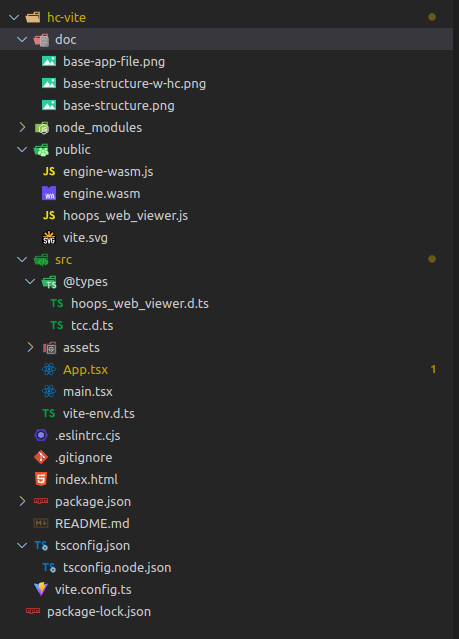 hc-vite
doc
base-app-file.png
base-structure-w-hc.png
base-structure.png
node_modules
public
JS engine-wasm.js
WA engine.wasm
JS hoops_web_viewer.js
SVG vite.svg
src
TS @types
TS hoops_web_viewer.d.ts
TS tcc.d.ts
assets
App.tsx 1
main.tsx
TS vite-env.d.ts
.eslintrc.cjs
.gitignore
index.html
package.json
README.md
TS tsconfig.json
TS tsconfig.node.json
vite.config.ts
package-lock.json